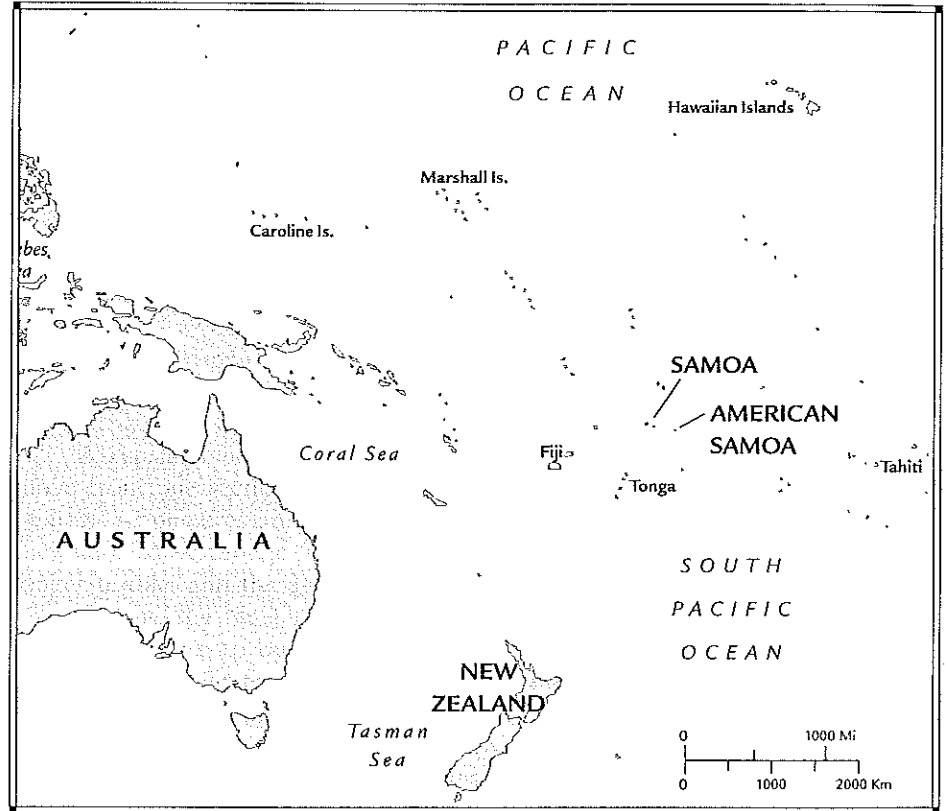 PACIFIC
OCEAN
Hawaiian Islands
Marshall Is.
Caroline Is.
bes.
a
SAMOA
AMERICAN
SAMOA
Coral Sea
Fiji
Tahiti
Tonga
AUSTRALIA
SOUTH
PACIFIC
OCEAN
NEW
ZEALAND
Tasman
Sea
0 1000 Mi
0 1000 2000 Km